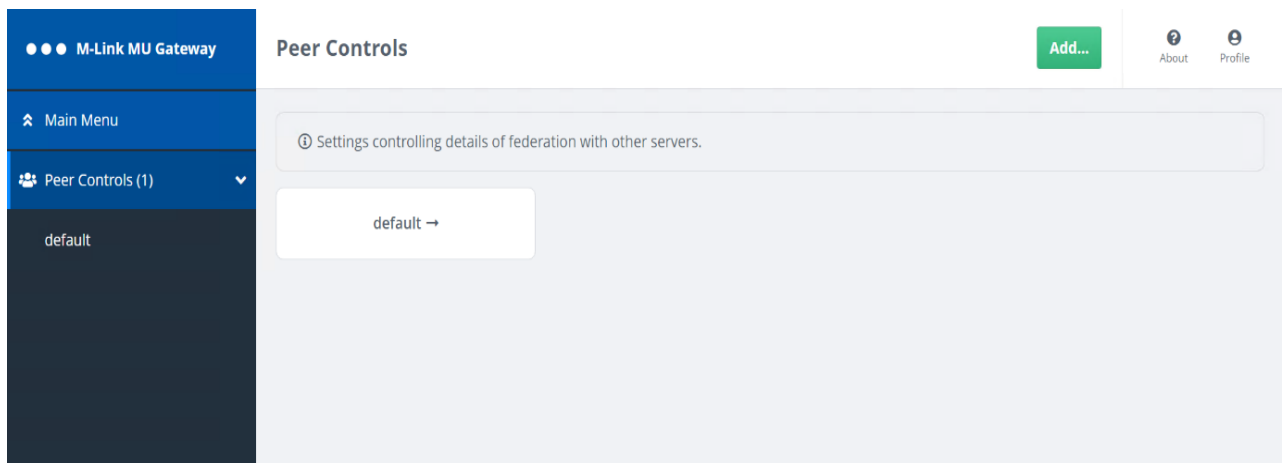 M-Link MU Gateway
Main Menu
Peer Controls (1)
default
Peer Controls
Add...
About
Profile
Settings controlling details of federation with other servers.
default →